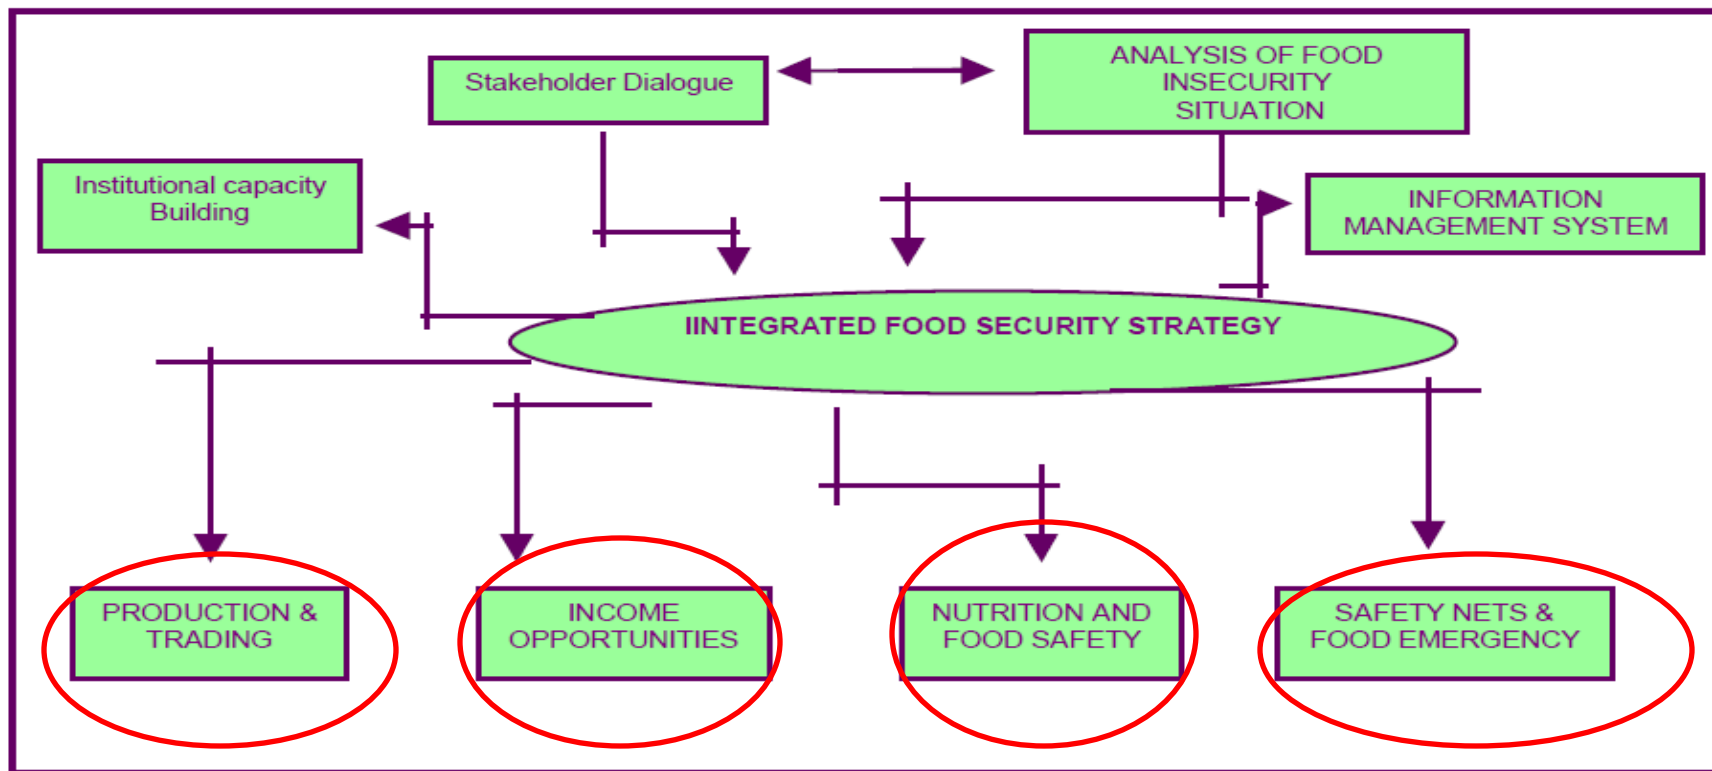 Stakeholder Dialogue
ANALYSIS OF FOOD
INSECURITY
SITUATION
Institutional capacity
Building
INFORMATION
MANAGEMENT SYSTEM
IINTEGRATED FOOD SECURITY STRATEGY
PRODUCTION &
TRADING
INCOME
OPPORTUNITIES
NUTRITION AND
FOOD SAFETY
SAFETY NETS &
FOOD EMERGENCY